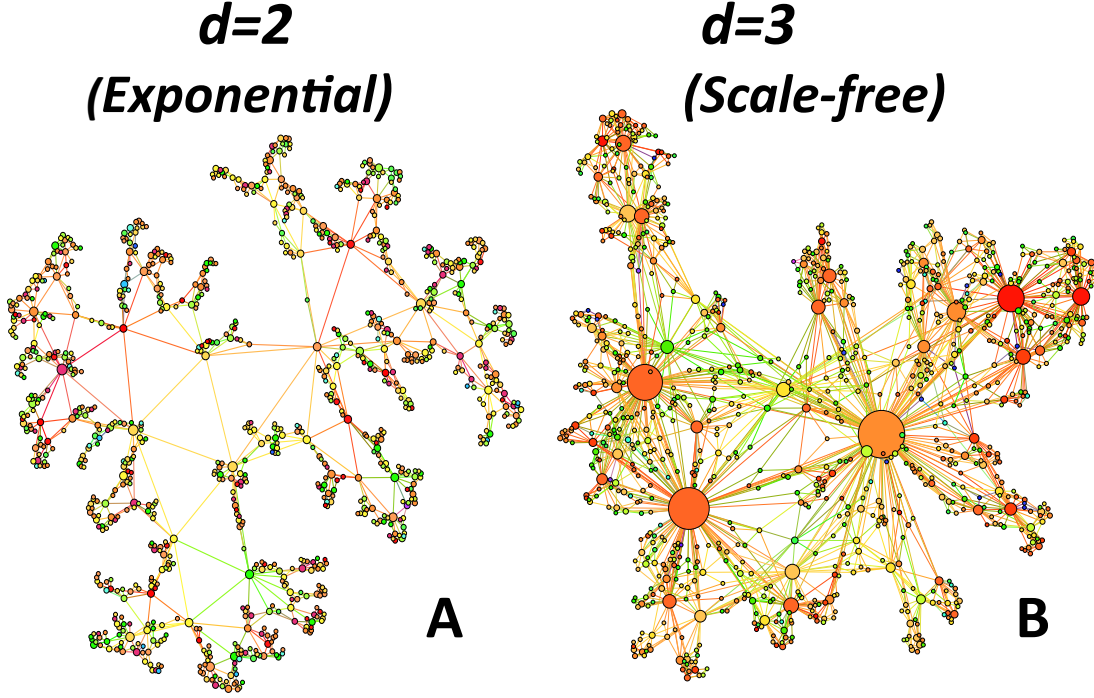 d=2
(Exponential)
d=3
(Scale-free)
A
B